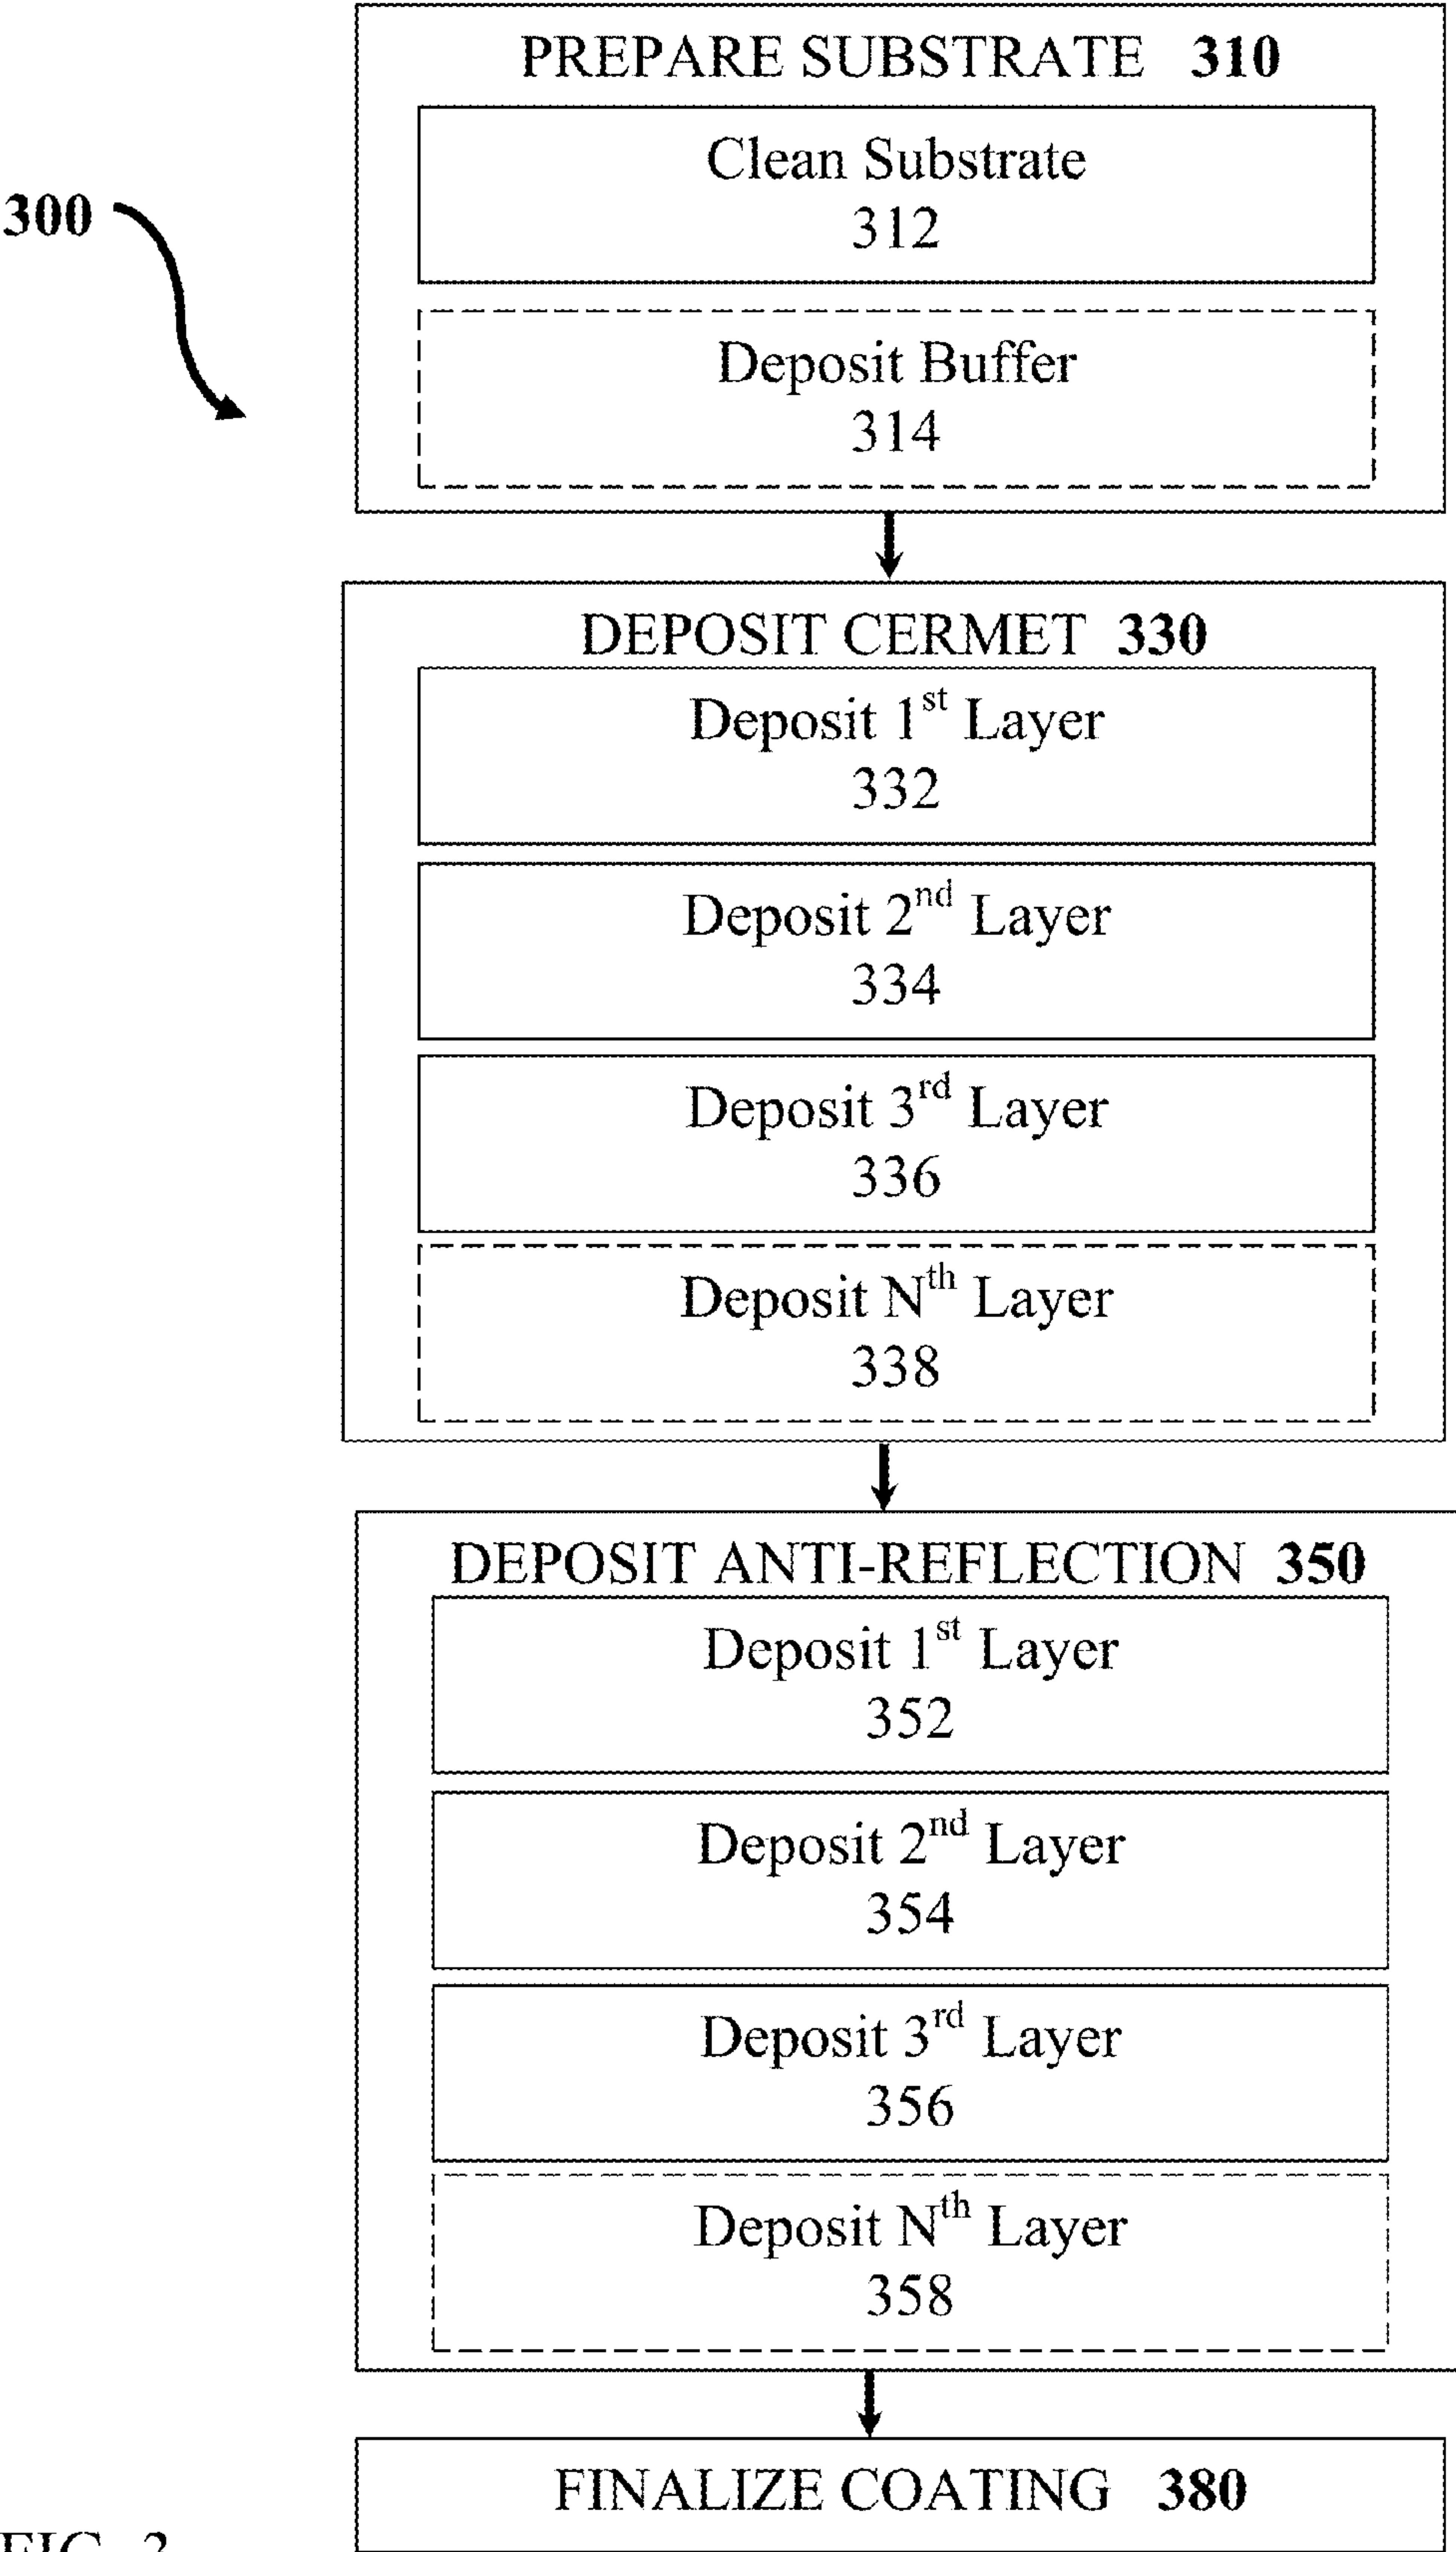 PREPARE SUBSTRATE 310
Clean Substrate
312
300
Deposit Buffer
314
DEPOSIT CERMET 330
Deposit 1st Layer
332
Deposit 2nd Layer
334
Deposit 3rd Layer
336
Deposit Nth Layer
338
DEPOSIT ANTI-REFLECTION 350
Deposit 1st Layer
352
Deposit 2nd Layer
354
Deposit 3rd Layer
356
Deposit Nth Layer
358
FINALIZE COATING 380
FIG.